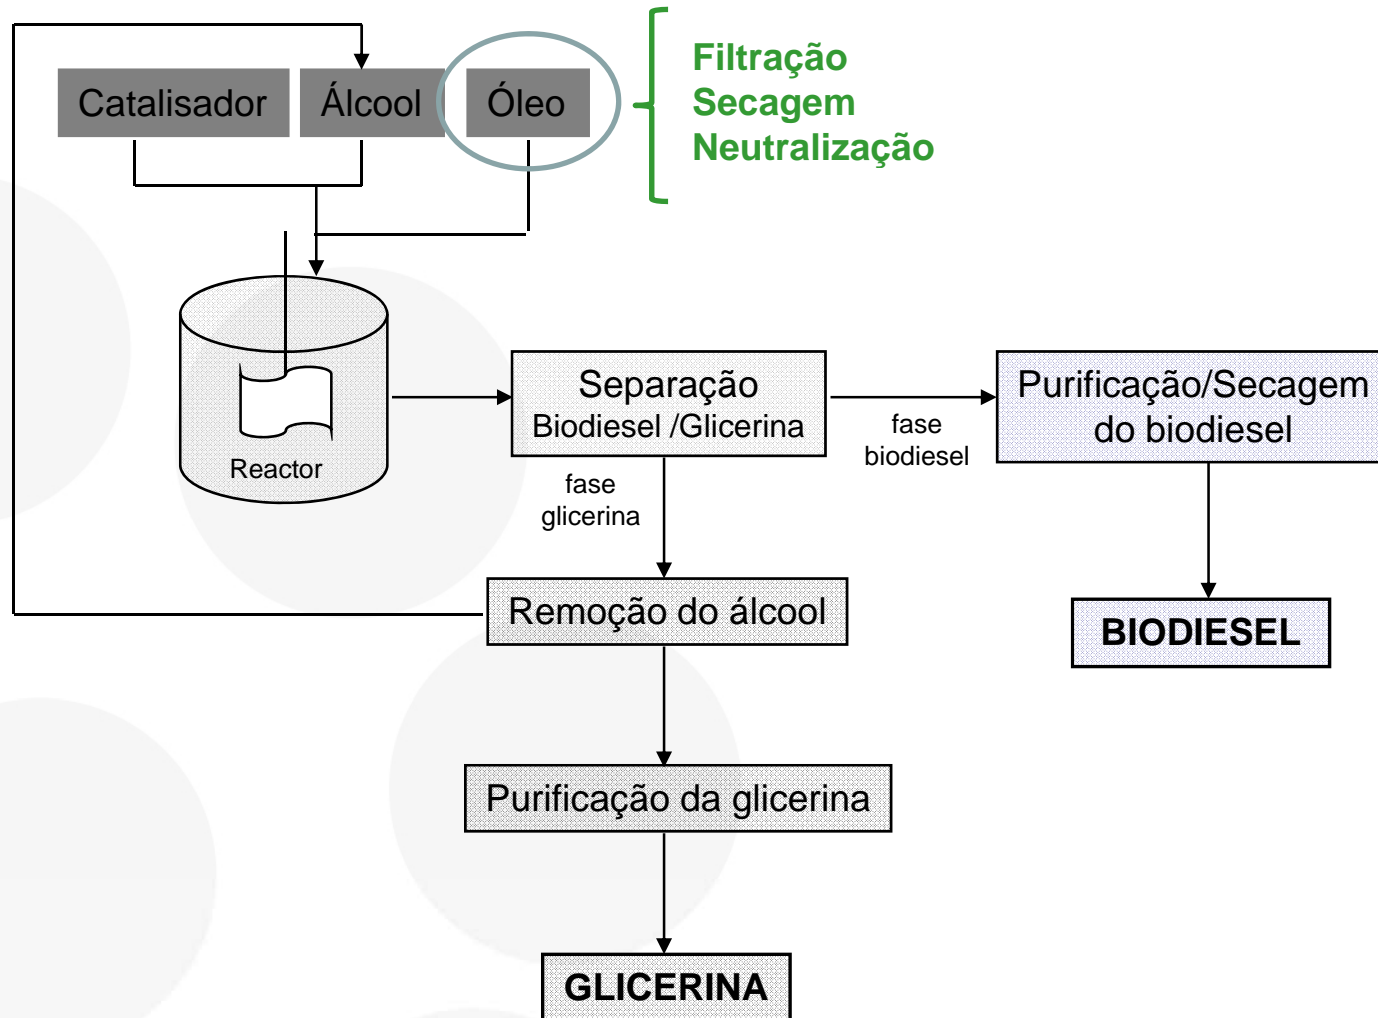 Filtração
Secagem
Neutralização
Catalisador
Álcool
Óleo
Reactor
Separação
Biodiesel /Glicerina
fase
biodiesel
Purificação/Secagem
do biodiesel
fase
glicerina
Remoção do álcool
BIODIESEL
Purificação da glicerina
GLICERINA